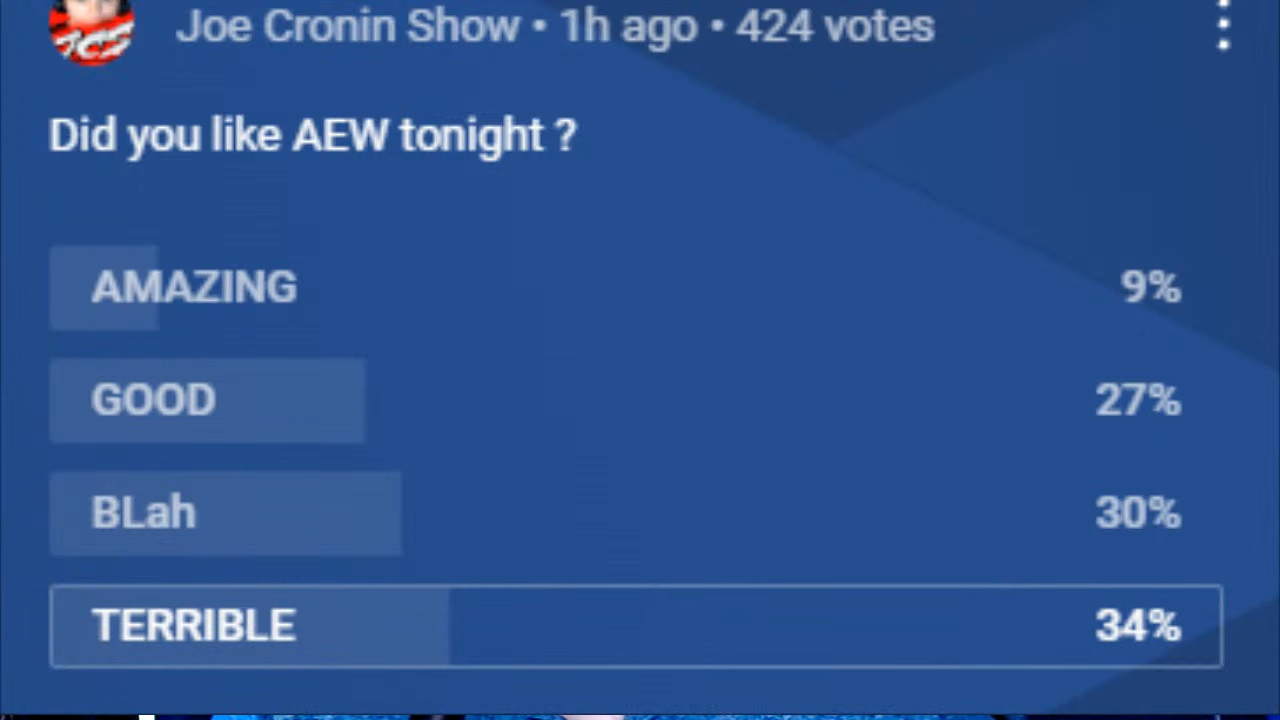 JCS
Joe Cronin Show • 1h ago • 424 votes
Did you like AEW tonight ?
AMAZING 9%
GOOD 27%
BLah 30%
TERRIBLE 34%